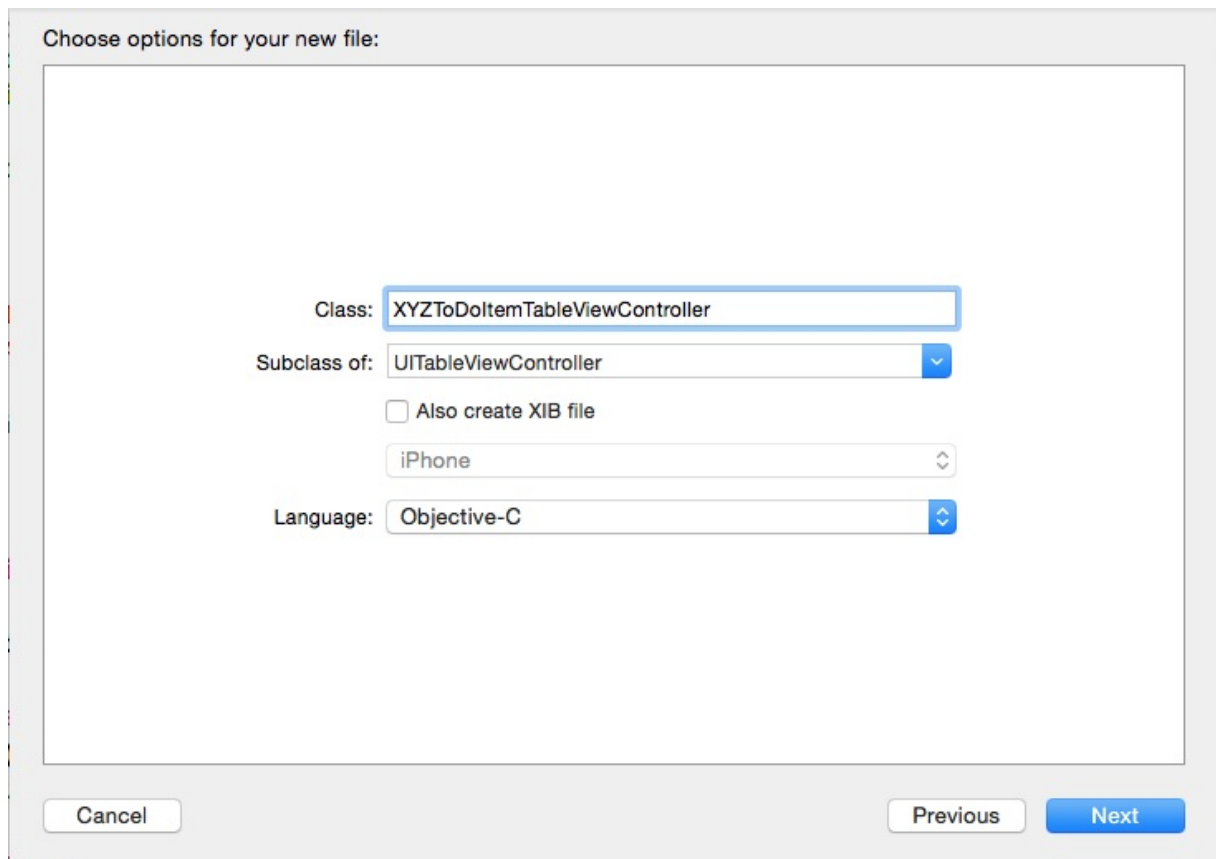 Choose options for your new file:
Class: XYZToDoItemTableViewController
Subclass of: UITableViewController
Also create XIB file
iPhone
Language: Objective-C
Cancel Previous Next